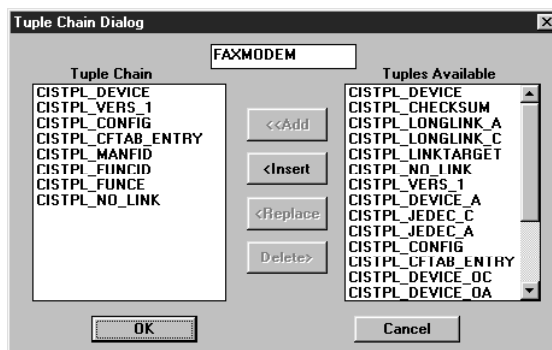 Tuple Chain Dialog
FAXMODEM
Tuple Chain
CISTPL_DEVICE
CISTPL_VERS_1
CISTPL_CONFIG
CISTPL_CFTAB_ENTRY
CISTPL_MANFID
CISTPL_FUNCID
CISTPL_FUNCE
CISTPL_NO_LINK
<<Add
<Insert
<Replace
Delete>
Tuples Available
CISTPL_DEVICE
CISTPL_CHECKSUM
CISTPL_LONGLINK_A
CISTPL_LONGLINK_C
CISTPL_LINKTARGET
CISTPL_NO_LINK
CISTPL_VERS_1
CISTPL_DEVICE_A
CISTPL_JEDEC_C
CISTPL_JEDEC_A
CISTPL_CONFIG
CISTPL_CFTAB_ENTRY
CISTPL_DEVICE_OC
CISTPL_DEVICE_OA
OK
Cancel